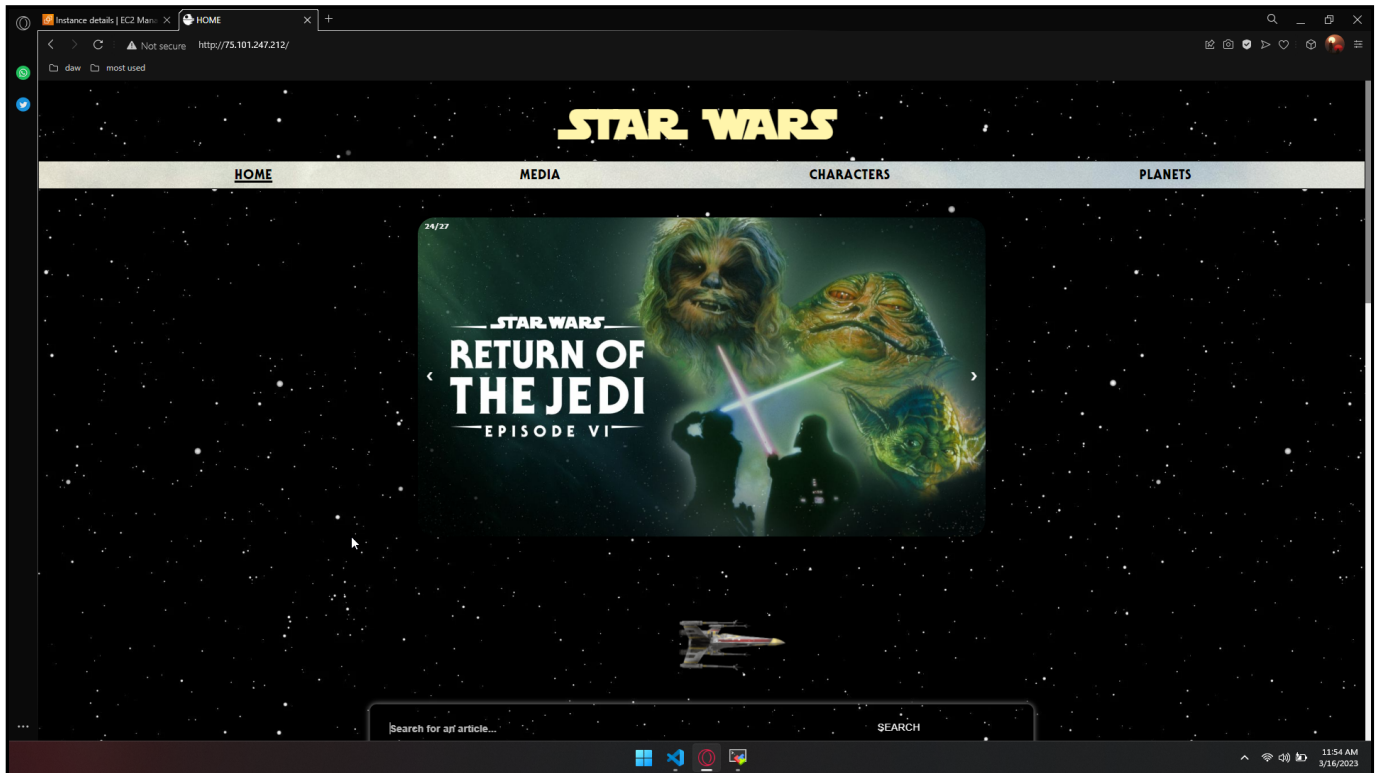 Instance details | EC2 Mana
HOME
Not secure http://75.101.247.212/
daw most used
STAR WARS
HOME MEDIA CHARACTERS PLANETS
24/27
STAR WARS
RETURN OF
THE JEDI
EPISODE VI
Search for an article... SEARCH
11:54 AM
3/16/2023